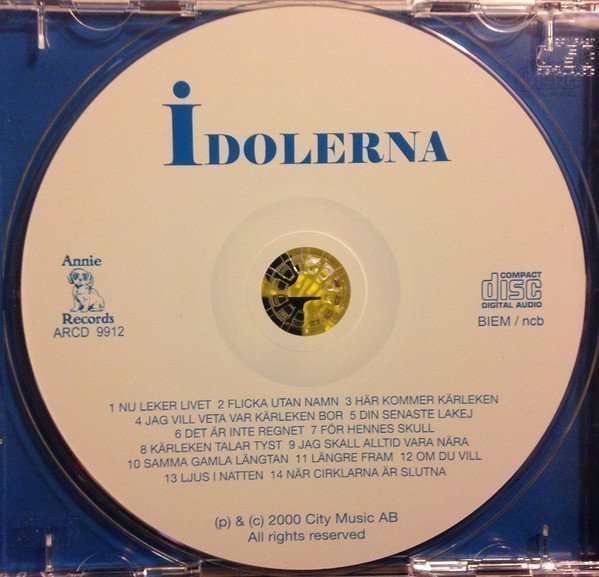 iDOLERNA
Annie
Records
ARCD 9912
COMPACT
disc
DIGITAL AUDIO
BIEM / ncb
1 NU LEKER LIVET 2 FLICKA UTAN NAMN 3 HÄR KOMMER KÄRLEKEN
4 JAG VILL VETA VAR KÄRLEKEN BOR 5 DIN SENASTE LAKEJ
6 DET ÄR INTE REGNET 7 FÖR HENNES SKULL
8 KÄRLEKEN TALAR TYST 9 JAG SKALL ALLTID VARA NÄRA
10 SAMMA GAMLA LÄNGTAN 11 LÄNGRE FRAM 12 OM DU VILL
13 LJUS I NATTEN 14 NÄR CIRKLARNA ÄR SLUTNA
(p) & (c) 2000 City Music AB
All rights reserved